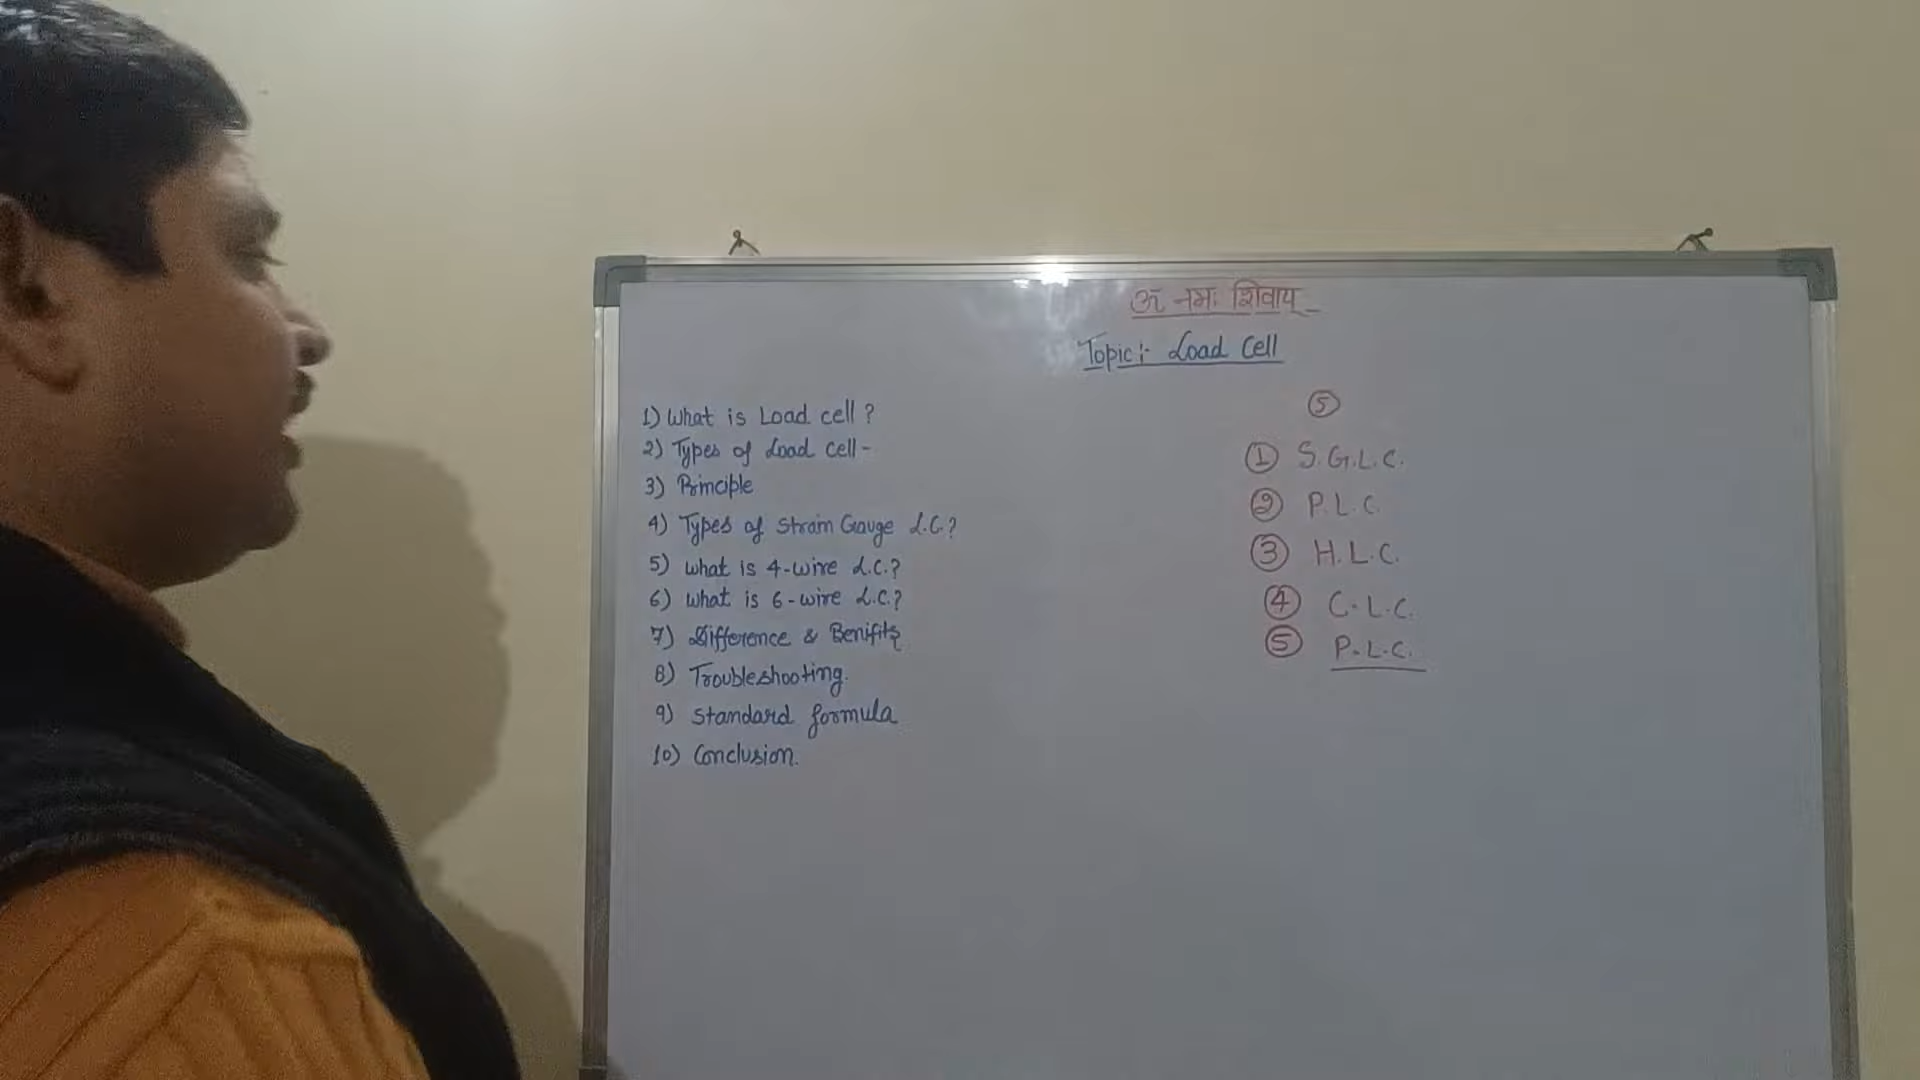 ॐ नमः शिवाय
Topic:- Load Cell
1) What is Load cell ?
2) Types of Load cell -
3) Principle
4) Types of Strain Gauge L.C.?
5) What is 4-wire L.C.?
6) What is 6-wire L.C.?
7) Difference & Benifits
8) Troubleshooting.
9) Standard formula
10) Conclusion.
5
1 S.G.L.C.
2 P.L.C.
3 H.L.C.
4 C.L.C.
5 P.L.C.